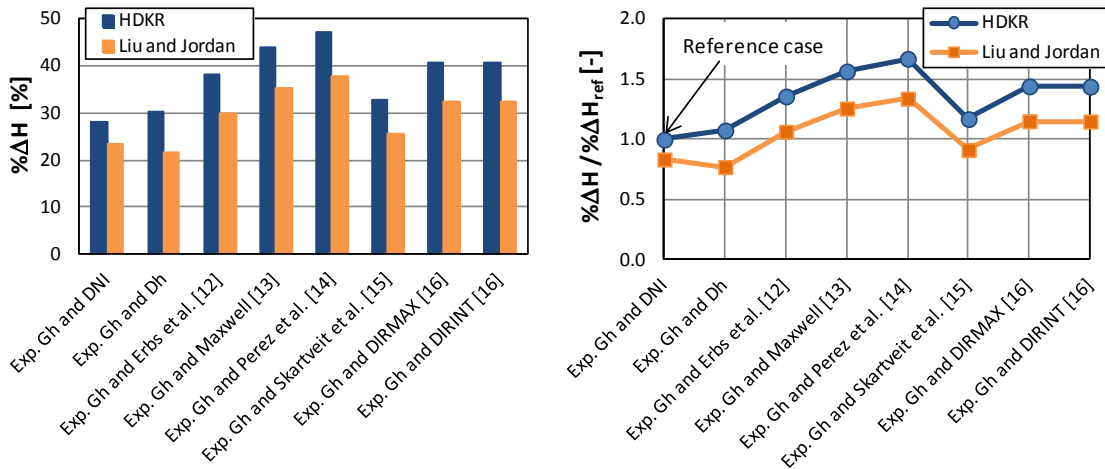 %ΔH [%]
50
40
30
20
10
0
HDKR
Liu and Jordan
Exp. Gh and DNI
Exp. Gh and Dh
Exp. Gh and Erbs et al. [12]
Exp. Gh and Maxwell [13]
Exp. Gh and Perez et al. [14]
Exp. Gh and Skartveit et al. [15]
Exp. Gh and DIRMAX [16]
Exp. Gh and DIRINT [16]
%ΔH / %ΔHref [-]
2.0
1.5
1.0
0.5
0.0
HDKR
Liu and Jordan
Reference case
Exp. Gh and DNI
Exp. Gh and Dh
Exp. Gh and Erbs et al. [12]
Exp. Gh and Maxwell [13]
Exp. Gh and Perez et al. [14]
Exp. Gh and Skartveit et al. [15]
Exp. Gh and DIRMAX [16]
Exp. Gh and DIRINT [16]